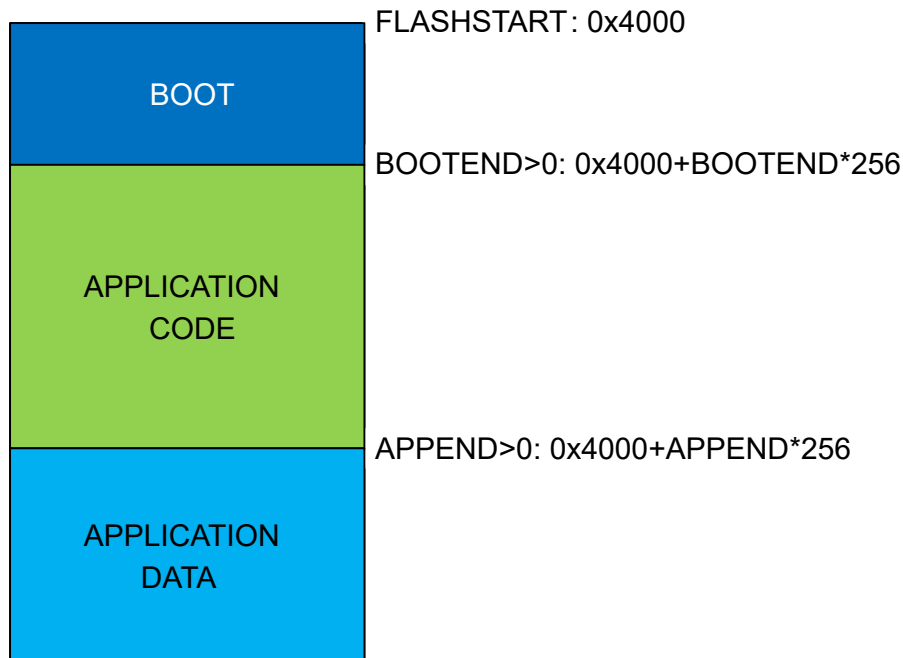 FLASHSTART: 0x4000
BOOT
BOOTEND>0: 0x4000+BOOTEND*256
APPLICATION
CODE
APPEND>0: 0x4000+APPEND*256
APPLICATION
DATA